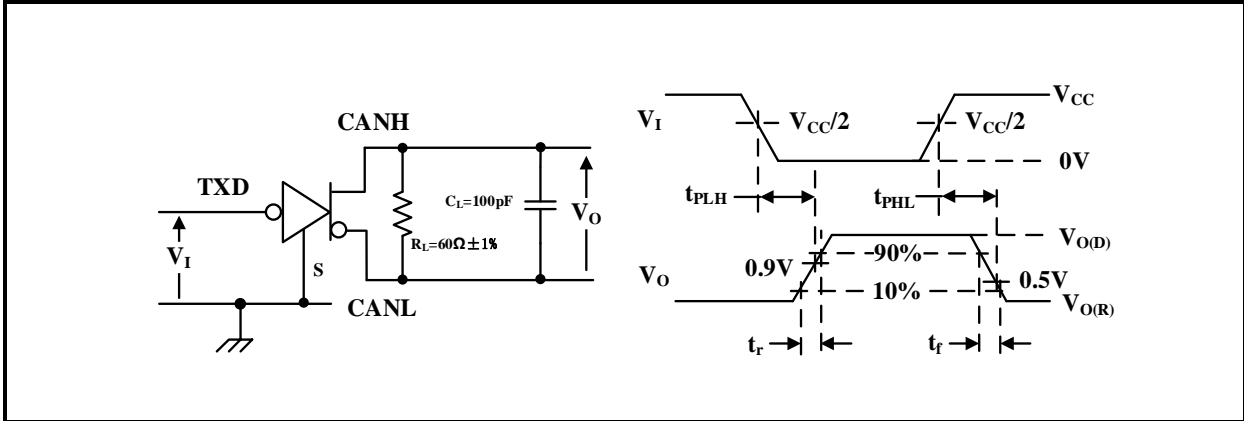 CANH
TXD
V_I
S
C_L=100pF
R_L=60Ω±1%
V_O
CANL
V_I
V_CC/2
V_CC/2
V_CC
0V
t_PLH
t_PHL
V_O
0.9V
90%
10%
0.5V
V_O(D)
V_O(R)
t_r
t_f